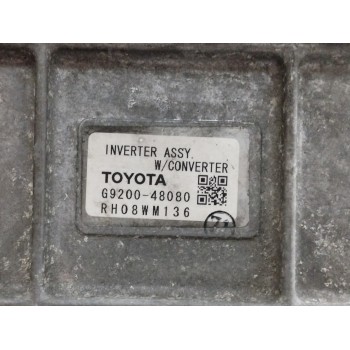 INVERTER ASSY.
W/CONVERTER
TOYOTA
G9200-48080
RH08WM136